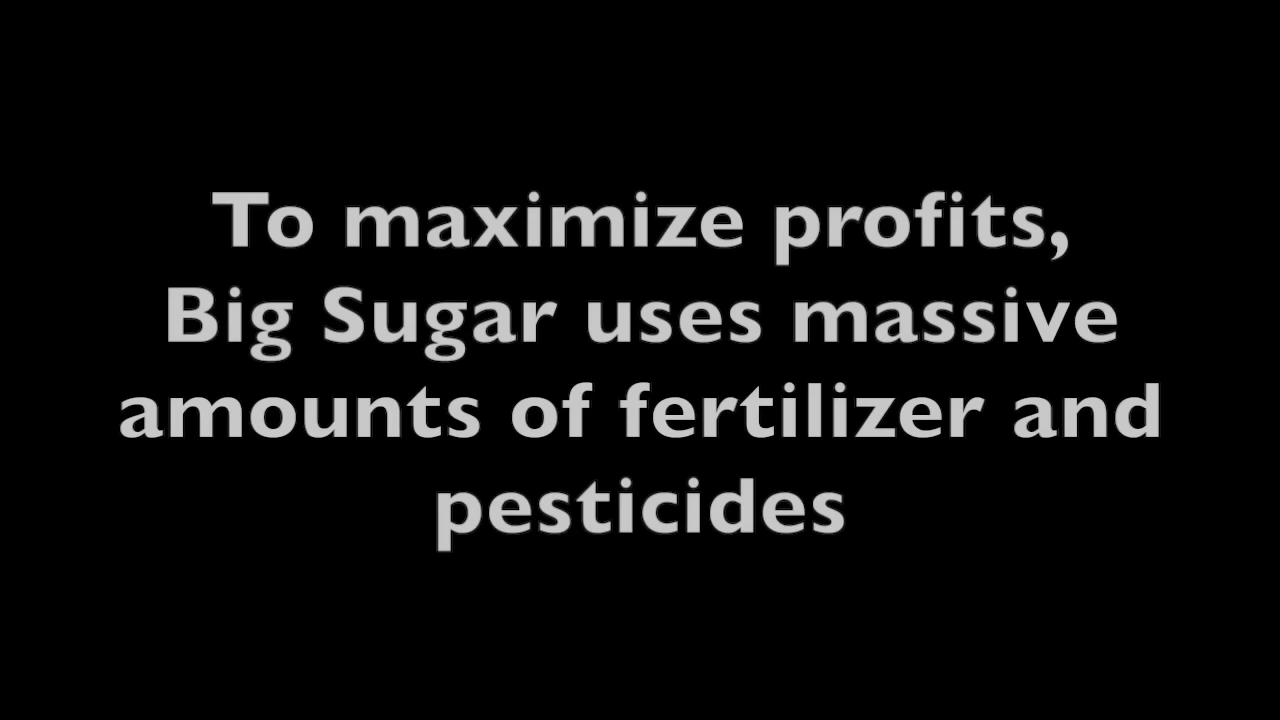 To maximize profits,
Big Sugar uses massive
amounts of fertilizer and
pesticides